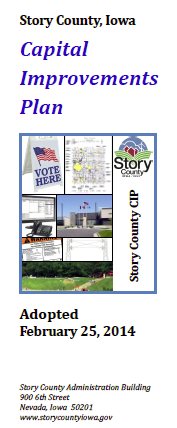 Story County, Iowa
Capital
Improvements
Plan
VOTE
HERE
Story
County
Story County CIP
WARNING
Adopted
February 25, 2014
Story County Administration Building
900 6th Street
Nevada, Iowa 50201
www.storycountyiowa.gov